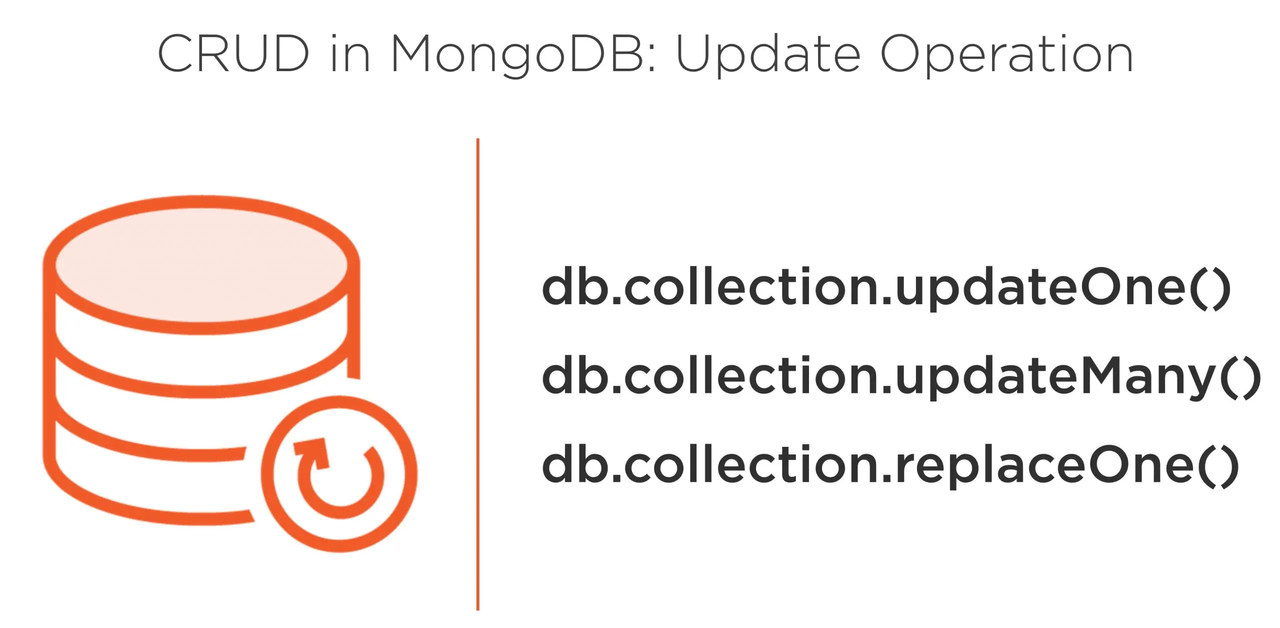 CRUD in MongoDB: Update Operation
db.collection.updateOne()
db.collection.updateMany()
db.collection.replaceOne()